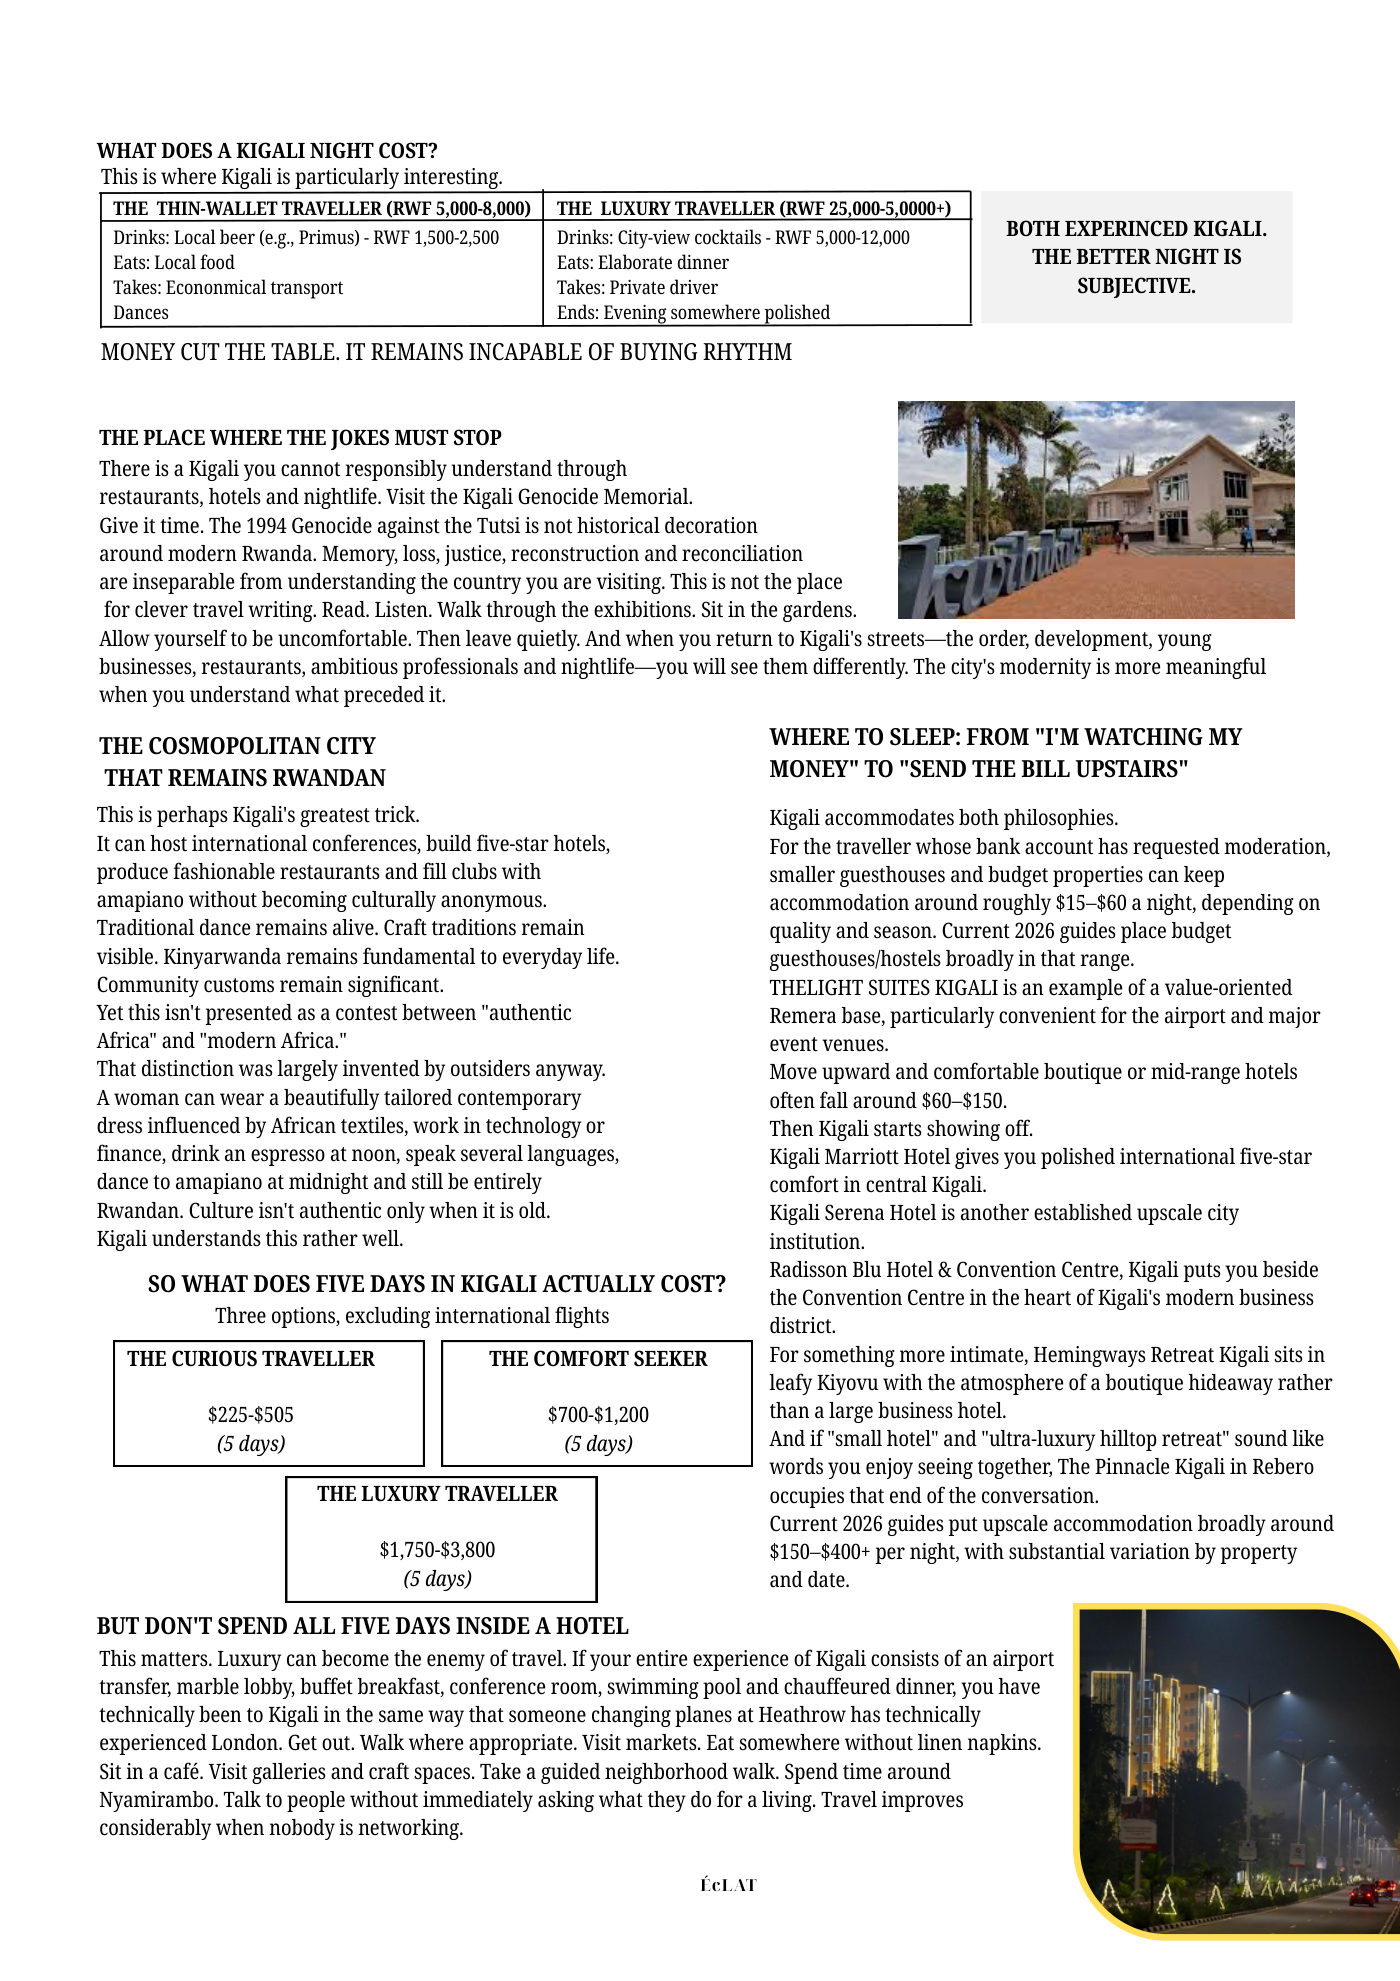 WHAT DOES A KIGALI NIGHT COST?
This is where Kigali is particularly interesting.
THE THIN-WALLET TRAVELLER (RWF 5,000-8,000)
Drinks: Local beer (e.g., Primus) - RWF 1,500-2,500
Eats: Local food
Takes: Econonmical transport
Dances
THE LUXURY TRAVELLER (RWF 25,000-5,0000+)
Drinks: City-view cocktails - RWF 5,000-12,000
Eats: Elaborate dinner
Takes: Private driver
Ends: Evening somewhere polished
BOTH EXPERINCED KIGALI.
THE BETTER NIGHT IS
SUBJECTIVE.
MONEY CUT THE TABLE. IT REMAINS INCAPABLE OF BUYING RHYTHM
THE PLACE WHERE THE JOKES MUST STOP
There is a Kigali you cannot responsibly understand through
restaurants, hotels and nightlife. Visit the Kigali Genocide Memorial.
Give it time. The 1994 Genocide against the Tutsi is not historical decoration
around modern Rwanda. Memory, loss, justice, reconstruction and reconciliation
are inseparable from understanding the country you are visiting. This is not the place
for clever travel writing. Read. Listen. Walk through the exhibitions. Sit in the gardens.
Allow yourself to be uncomfortable. Then leave quietly. And when you return to Kigali's streets—the order, development, young
businesses, restaurants, ambitious professionals and nightlife—you will see them differently. The city's modernity is more meaningful
when you understand what preceded it.
THE COSMOPOLITAN CITY
THAT REMAINS RWANDAN
This is perhaps Kigali's greatest trick.
It can host international conferences, build five-star hotels,
produce fashionable restaurants and fill clubs with
amapiano without becoming culturally anonymous.
Traditional dance remains alive. Craft traditions remain
visible. Kinyarwanda remains fundamental to everyday life.
Community customs remain significant.
Yet this isn't presented as a contest between "authentic
Africa" and "modern Africa."
That distinction was largely invented by outsiders anyway.
A woman can wear a beautifully tailored contemporary
dress influenced by African textiles, work in technology or
finance, drink an espresso at noon, speak several languages,
dance to amapiano at midnight and still be entirely
Rwandan. Culture isn't authentic only when it is old.
Kigali understands this rather well.
SO WHAT DOES FIVE DAYS IN KIGALI ACTUALLY COST?
Three options, excluding international flights
THE CURIOUS TRAVELLER
$225-$505
(5 days)
THE COMFORT SEEKER
$700-$1,200
(5 days)
THE LUXURY TRAVELLER
$1,750-$3,800
(5 days)
WHERE TO SLEEP: FROM "I'M WATCHING MY
MONEY" TO "SEND THE BILL UPSTAIRS"
Kigali accommodates both philosophies.
For the traveller whose bank account has requested moderation,
smaller guesthouses and budget properties can keep
accommodation around roughly $15–$60 a night, depending on
quality and season. Current 2026 guides place budget
guesthouses/hostels broadly in that range.
THELIGHT SUITES KIGALI is an example of a value-oriented
Remera base, particularly convenient for the airport and major
event venues.
Move upward and comfortable boutique or mid-range hotels
often fall around $60–$150.
Then Kigali starts showing off.
Kigali Marriott Hotel gives you polished international five-star
comfort in central Kigali.
Kigali Serena Hotel is another established upscale city
institution.
Radisson Blu Hotel & Convention Centre, Kigali puts you beside
the Convention Centre in the heart of Kigali's modern business
district.
For something more intimate, Hemingways Retreat Kigali sits in
leafy Kiyovu with the atmosphere of a boutique hideaway rather
than a large business hotel.
And if "small hotel" and "ultra-luxury hilltop retreat" sound like
words you enjoy seeing together, The Pinnacle Kigali in Rebero
occupies that end of the conversation.
Current 2026 guides put upscale accommodation broadly around
$150–$400+ per night, with substantial variation by property
and date.
BUT DON'T SPEND ALL FIVE DAYS INSIDE A HOTEL
This matters. Luxury can become the enemy of travel. If your entire experience of Kigali consists of an airport
transfer, marble lobby, buffet breakfast, conference room, swimming pool and chauffeured dinner, you have
technically been to Kigali in the same way that someone changing planes at Heathrow has technically
experienced London. Get out. Walk where appropriate. Visit markets. Eat somewhere without linen napkins.
Sit in a café. Visit galleries and craft spaces. Take a guided neighborhood walk. Spend time around
Nyamirambo. Talk to people without immediately asking what they do for a living. Travel improves
considerably when nobody is networking.
ÉcLAT